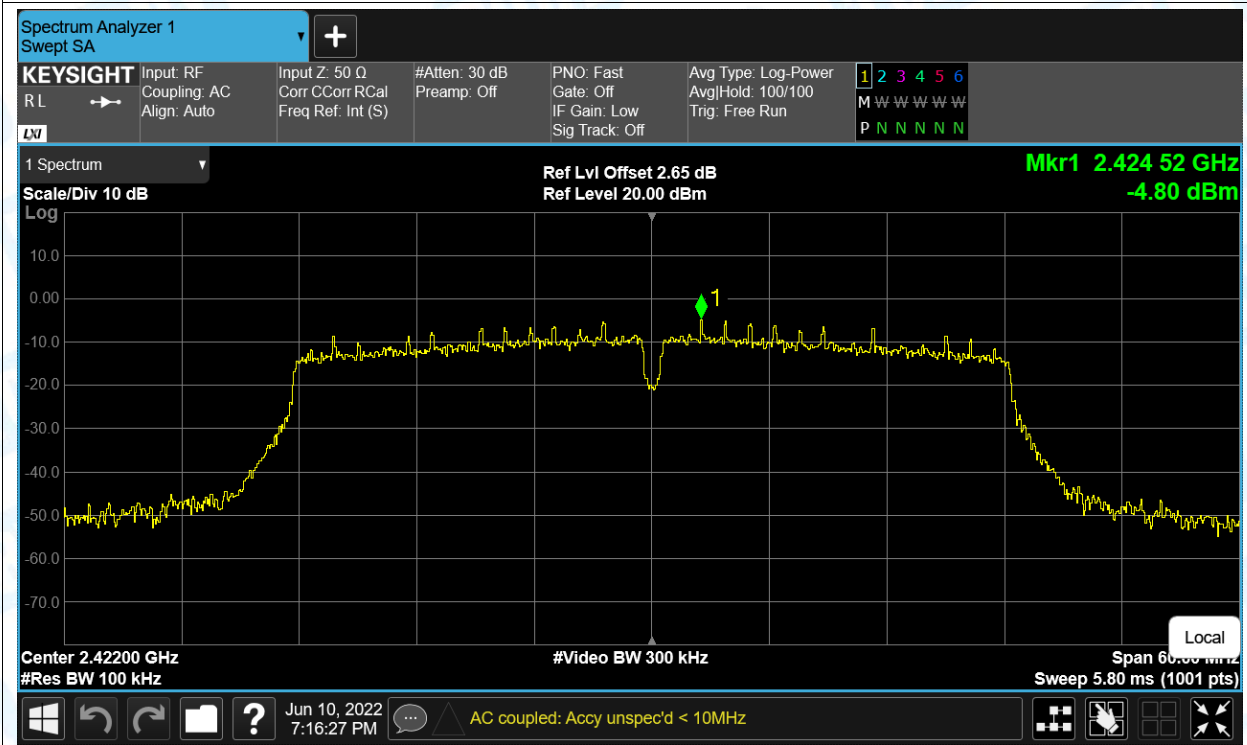 Spectrum Analyzer 1
Swept SA
+
KEYSIGHT
R L
LXI
Input: RF
Coupling: AC
Align: Auto
Input Z: 50 Ω
Corr CCorr RCal
Freq Ref: Int (S)
#Atten: 30 dB
Preamp: Off
PNO: Fast
Gate: Off
IF Gain: Low
Sig Track: Off
Avg Type: Log-Power
Avg|Hold: 100/100
Trig: Free Run
1 2 3 4 5 6
M W W W W W
P N N N N N
1 Spectrum
Scale/Div 10 dB
Log
Ref Lvl Offset 2.65 dB
Ref Level 20.00 dBm
Mkr1 2.424 52 GHz
-4.80 dBm
1
10.0
0.00
-10.0
-20.0
-30.0
-40.0
-50.0
-60.0
-70.0
Local
Center 2.42200 GHz
#Video BW 300 kHz
Span 60.00 MHz
#Res BW 100 kHz
Sweep 5.80 ms (1001 pts)
?
Jun 10, 2022
7:16:27 PM
AC coupled: Accy unspec'd < 10MHz